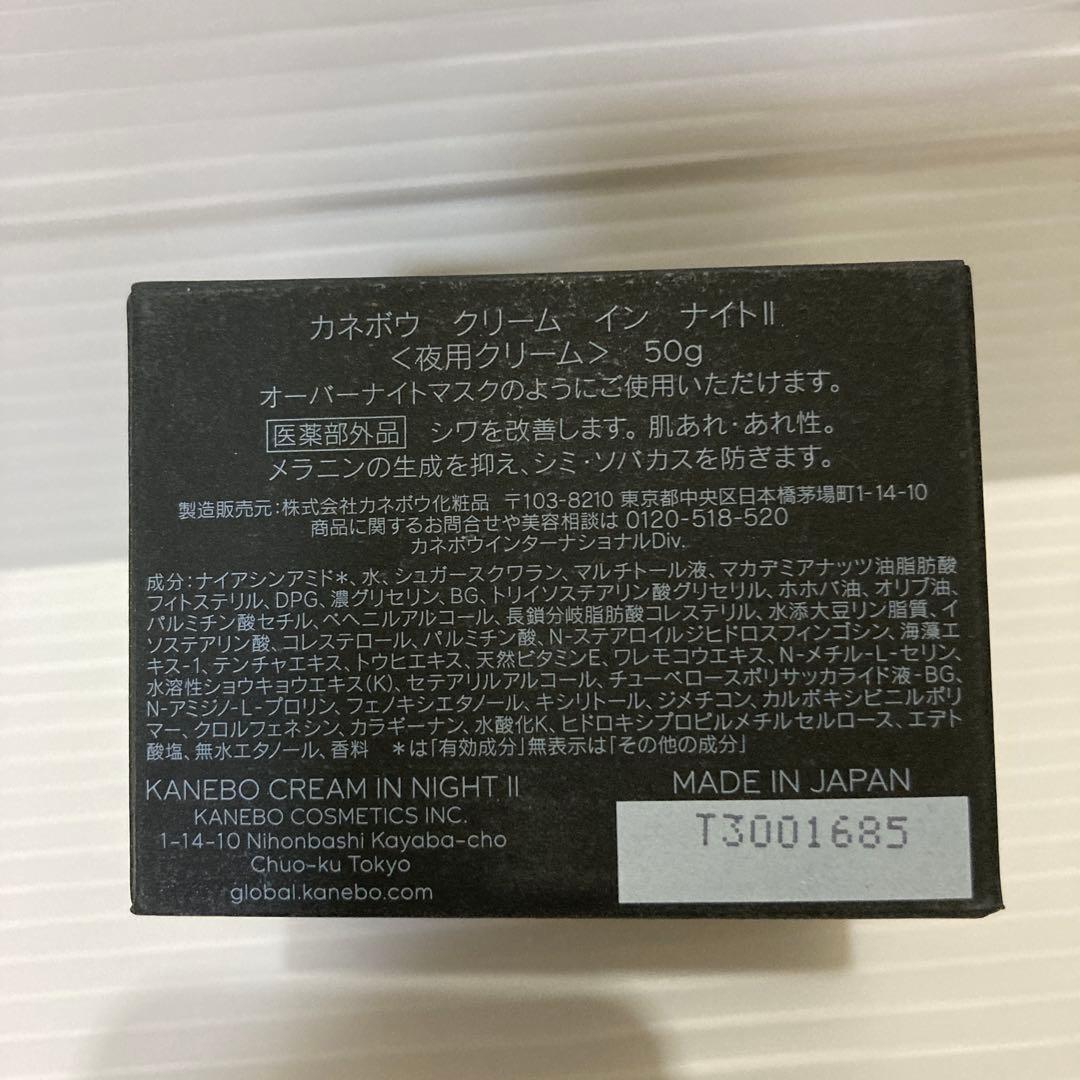 カネボウ クリーム イン ナイトⅡ
＜夜用クリーム＞ 50g
オーバーナイトマスクのようにご使用いただけます。
医薬部外品 シワを改善します。肌あれ・あれ性。
メラニンの生成を抑え、シミ・ソバカスを防ぎます。
製造販売元：株式会社カネボウ化粧品 〒103-8210 東京都中央区日本橋茅場町1-14-10
商品に関するお問合せや美容相談は 0120-518-520
カネボウインターナショナルDiv.
成分：ナイアシンアミド＊、水、シュガースクワラン、マルチトール液、マカデミアナッツ油脂肪酸
フィトステリル、DPG、濃グリセリン、BG、トリイソステアリン酸グリセリル、ホホバ油、オリブ油、
パルミチン酸セチル、ベヘニルアルコール、長鎖分岐脂肪酸コレステリル、水添大豆リン脂質、イ
ソステアリン酸、コレステロール、パルミチン酸、N-ステアロイルジヒドロスフィンゴシン、海藻エ
キス-1、テンチャエキス、トウヒエキス、天然ビタミンE、ワレモコウエキス、N-メチル-L-セリン、
水溶性ショウキョウエキス(K)、セテアリルアルコール、チューベロースポリサッカライド液-BG、
N-アミジノ-L-プロリン、フェノキシエタノール、キシリトール、ジメチコン、カルボキシビニルポリ
マー、クロルフェネシン、カラギーナン、水酸化K、ヒドロキシプロピルメチルセルロース、エデト
酸塩、無水エタノール、香料 ＊は「有効成分」無表示は「その他の成分」
KANEBO CREAM IN NIGHT II
KANEBO COSMETICS INC.
1-14-10 Nihonbashi Kayaba-cho
Chuo-ku Tokyo
global.kanebo.com
MADE IN JAPAN
T3001685